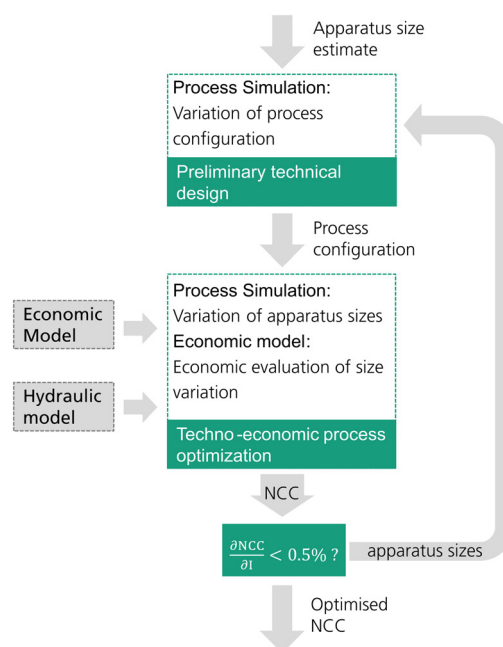 Apparatus size
estimate
Process Simulation:
Variation of process
configuration
Preliminary technical
design
Process
configuration
Economic
Model
Hydraulic
model
Process Simulation:
Variation of apparatus sizes
Economic model:
Economic evaluation of size
variation
Techno-economic process
optimization
NCC
∂NCC/∂I < 0.5% ?
apparatus sizes
Optimised
NCC